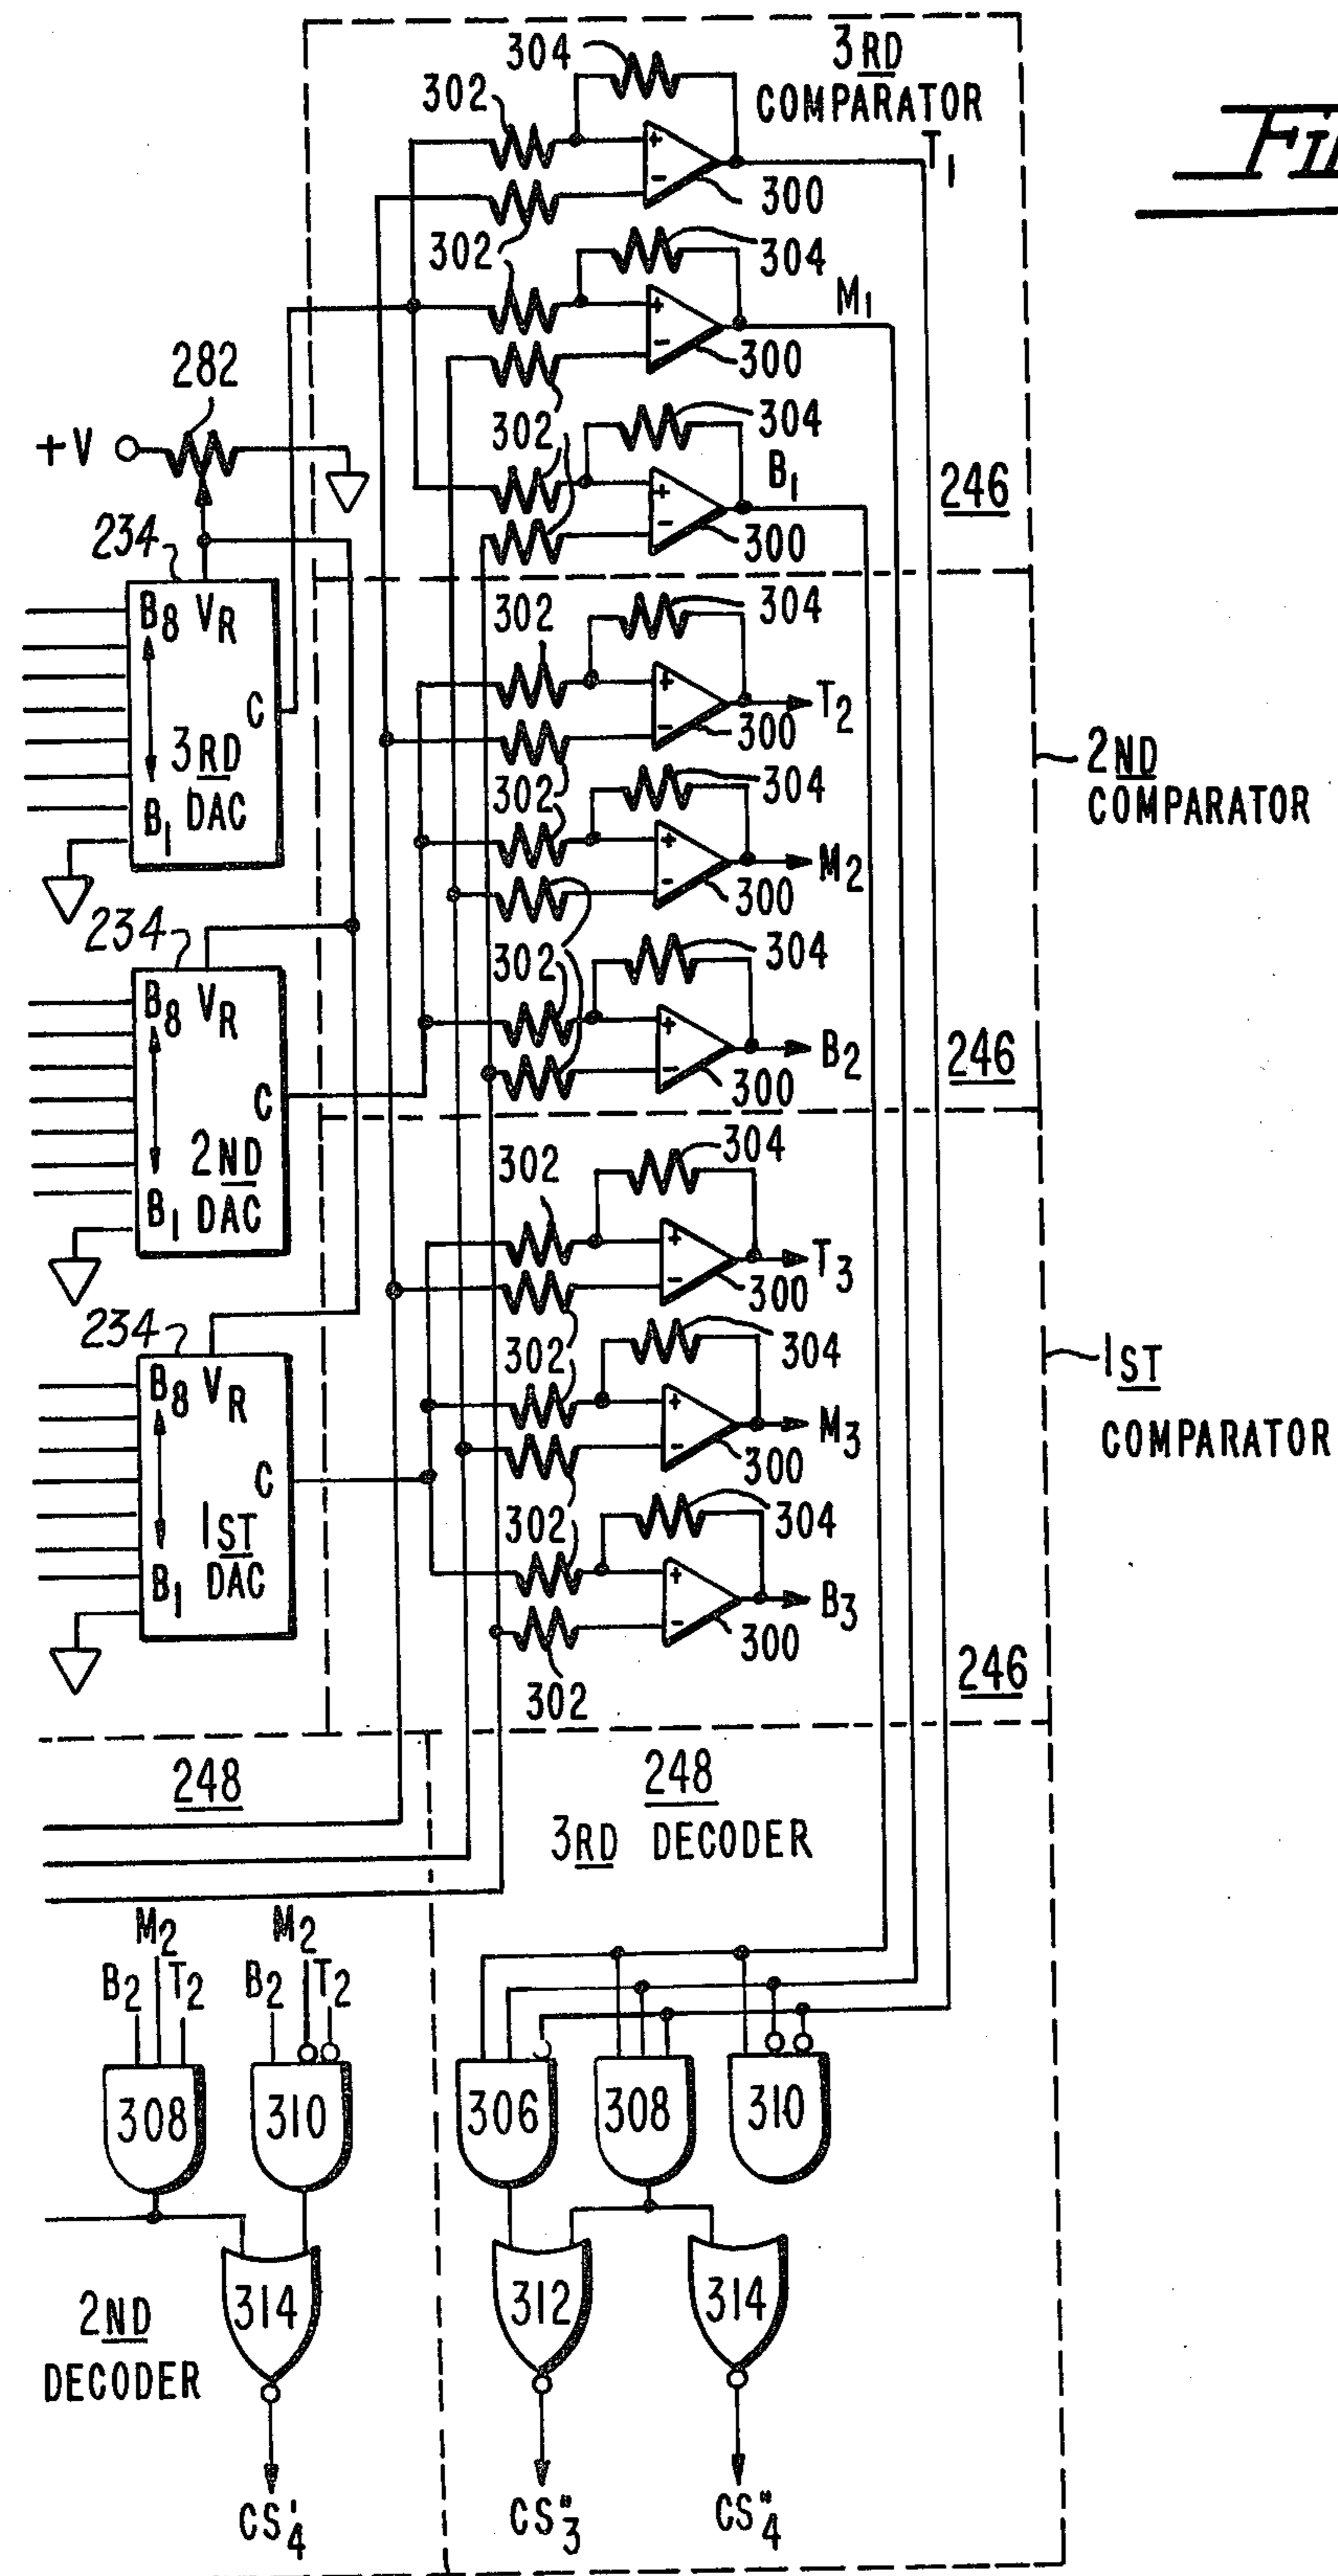 304
3RD
COMPARATOR
302
T1
300
302
304
M1
300
282
+V
302
304
B1
246
300
234
B8 VR
C
3RD
DAC
B1
302
304
T2
300
302
304
M2
300
2ND
COMPARATOR
234
B8 VR
C
2ND
DAC
B1
302
304
B2
300
246
302
304
T3
300
234
B8 VR
C
1ST
DAC
B1
302
304
M3
300
1ST
COMPARATOR
302
304
B3
300
302
246
248
248
3RD DECODER
M2 M2
B2 T2 B2 T2
308 310 306 308 310
314 312 314
2ND
DECODER
CS'4 CS"3 CS"4